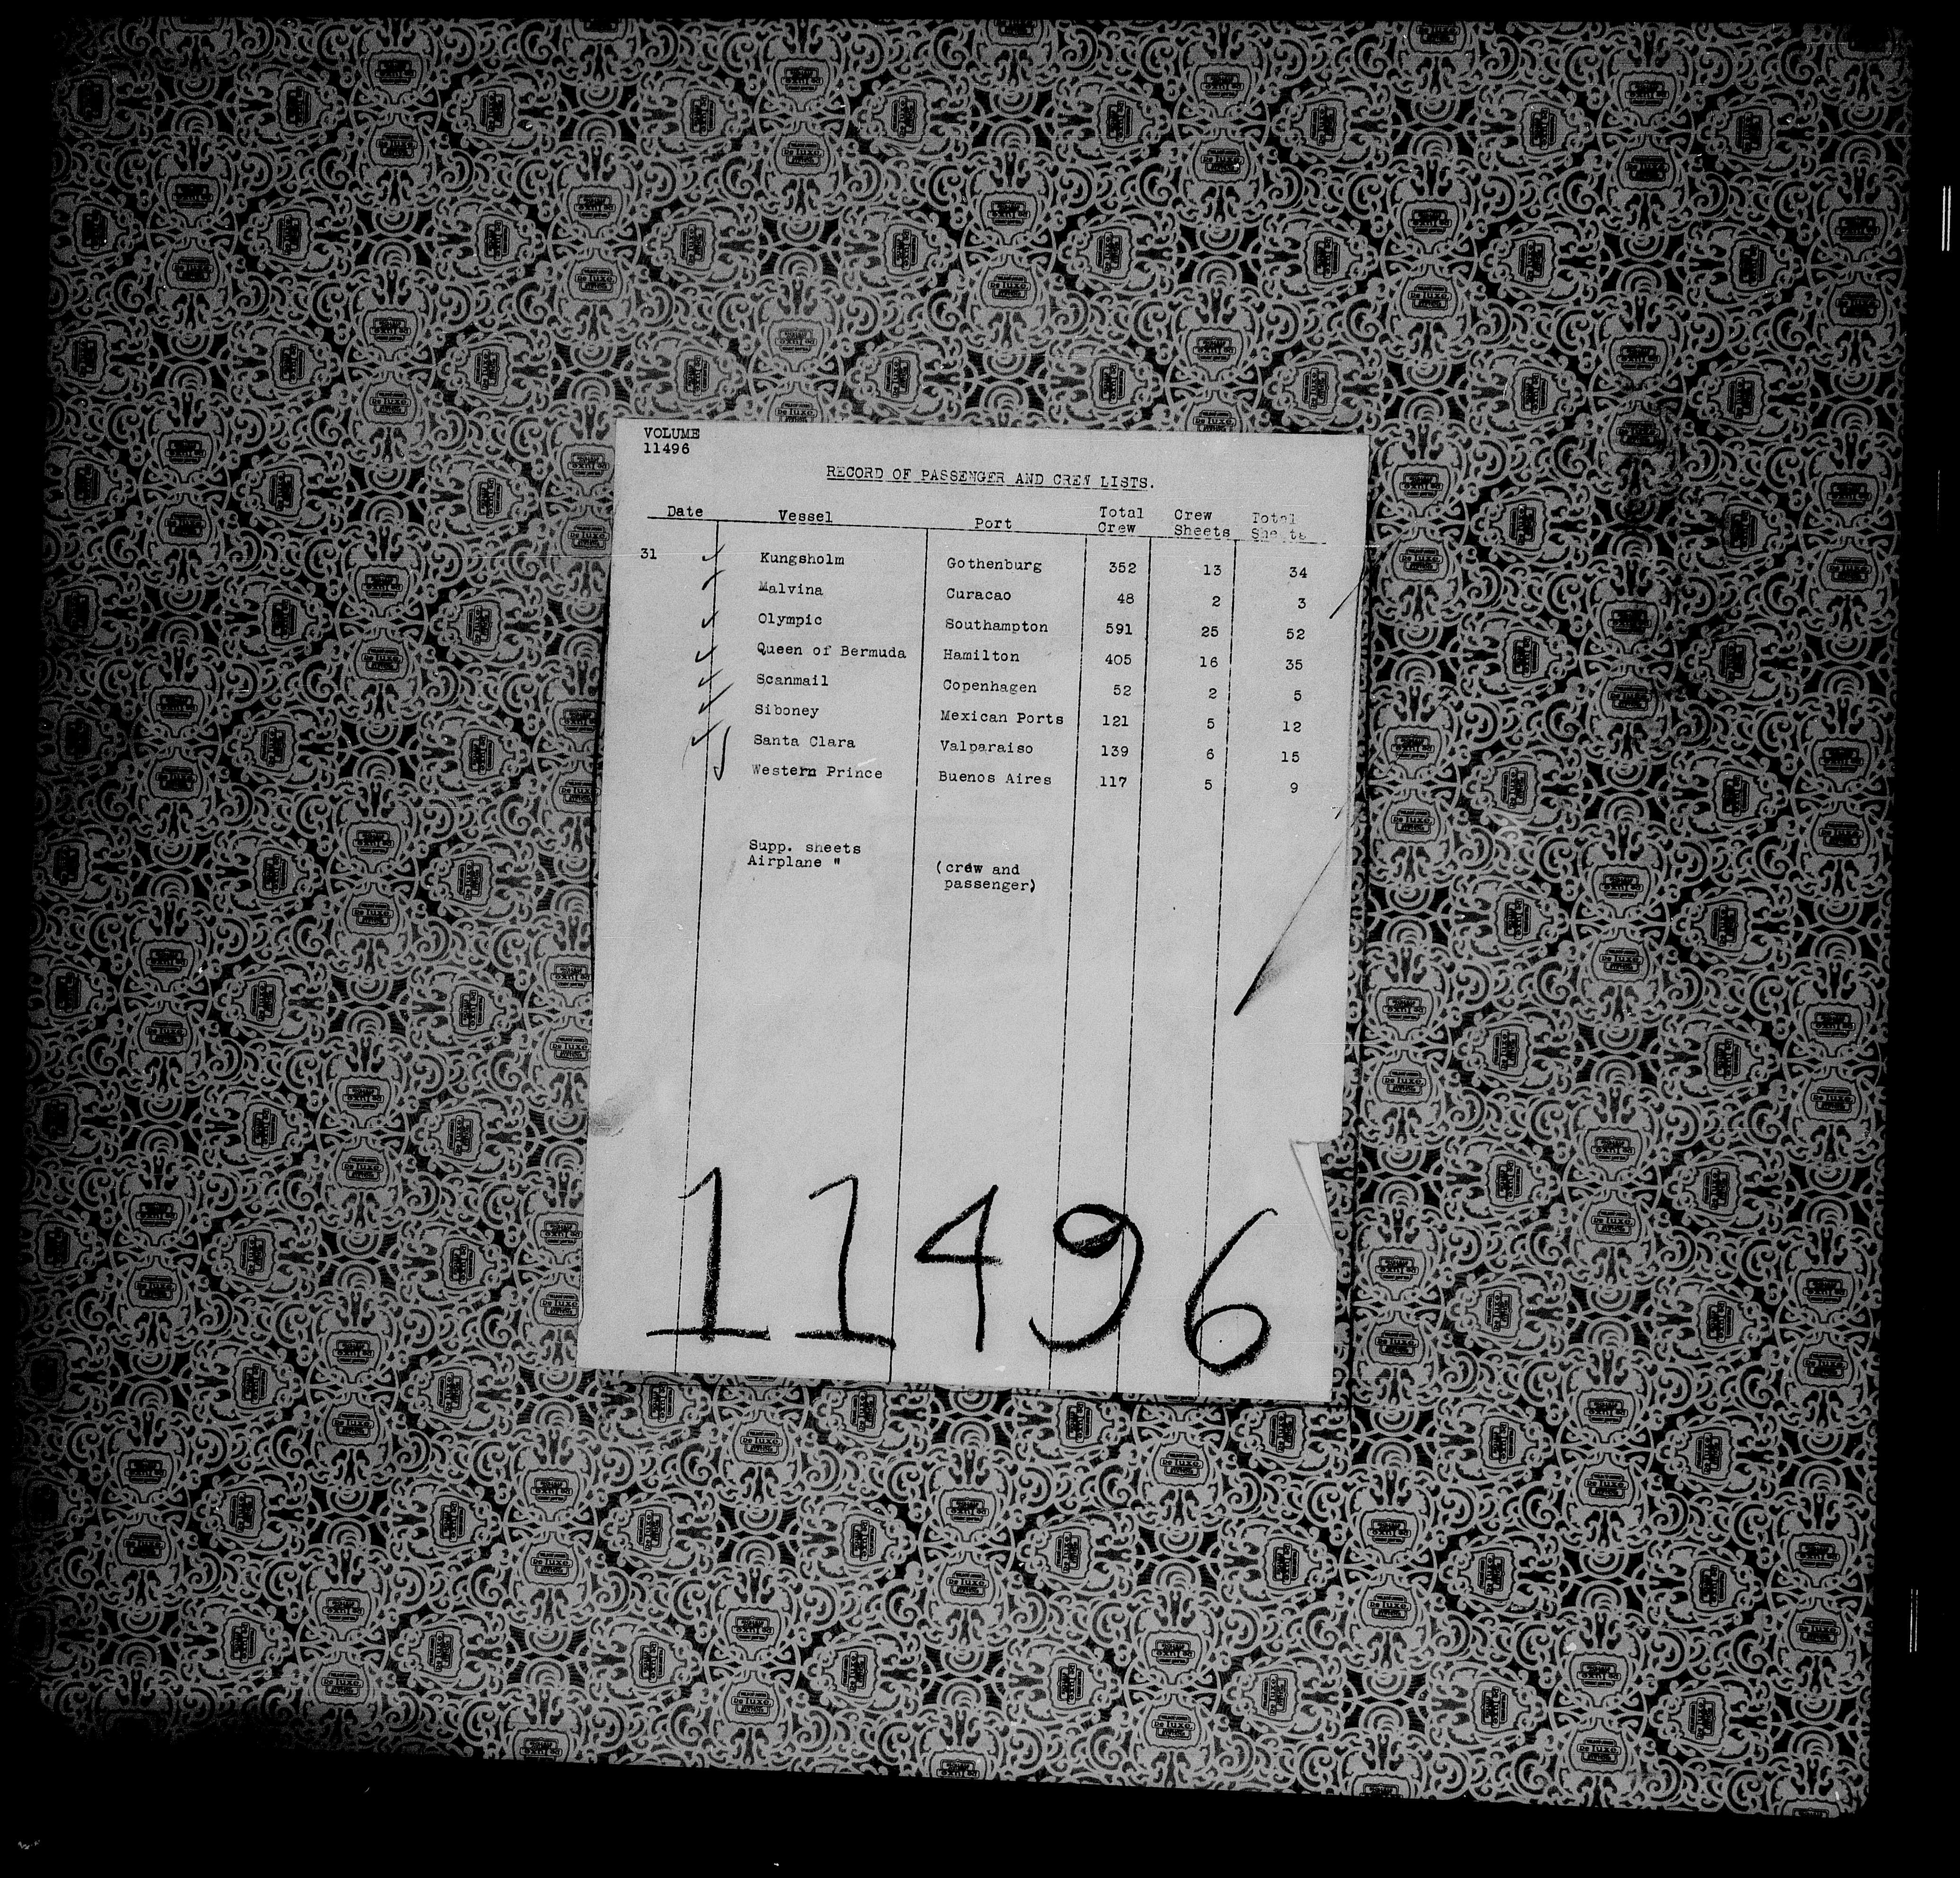 VOLUME
11496
RECORD OF PASSENGER AND CREW LISTS.
Date Vessel Port Total Crew Crew Sheets Total Sheets
31 Kungsholm Gothenburg 352 13 34
Malvina Curacao 48 2 3
Olympic Southampton 591 25 52
Queen of Bermuda Hamilton 405 16 35
Scanmail Copenhagen 52 2 5
Siboney Mexican Ports 121 5 12
Santa Clara Valparaiso 139 6 15
Western Prince Buenos Aires 117 5 9
Supp. sheets
Airplane " (crew and
passenger)
11496
De luxe